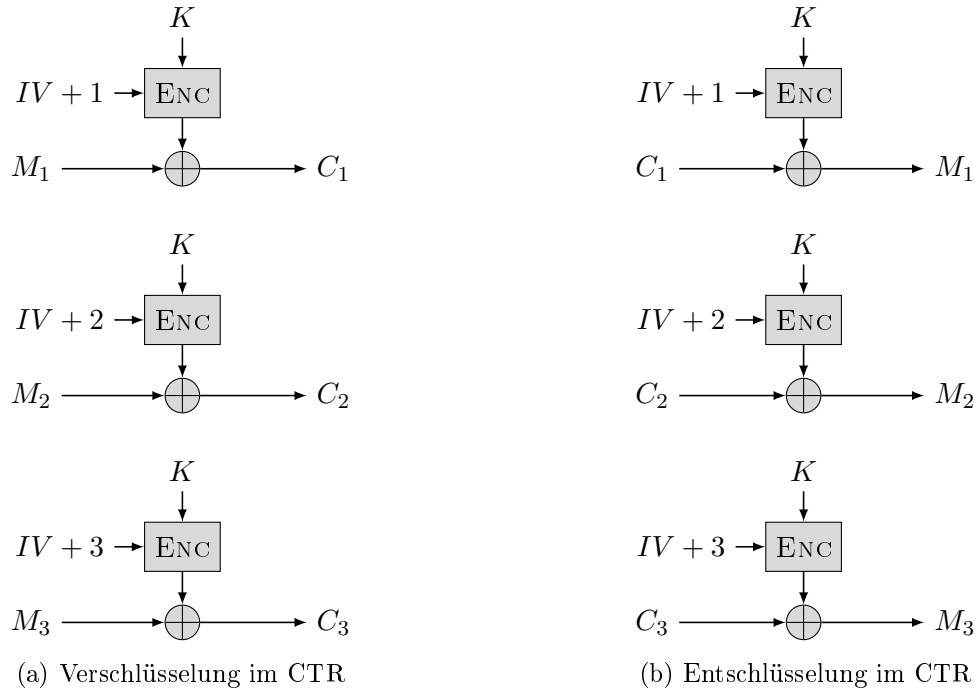 K
IV + 1 ENC
M1 C1
K
IV + 2 ENC
M2 C2
K
IV + 3 ENC
M3 C3
(a) Verschlüsselung im CTR
K
IV + 1 ENC
C1 M1
K
IV + 2 ENC
C2 M2
K
IV + 3 ENC
C3 M3
(b) Entschlüsselung im CTR